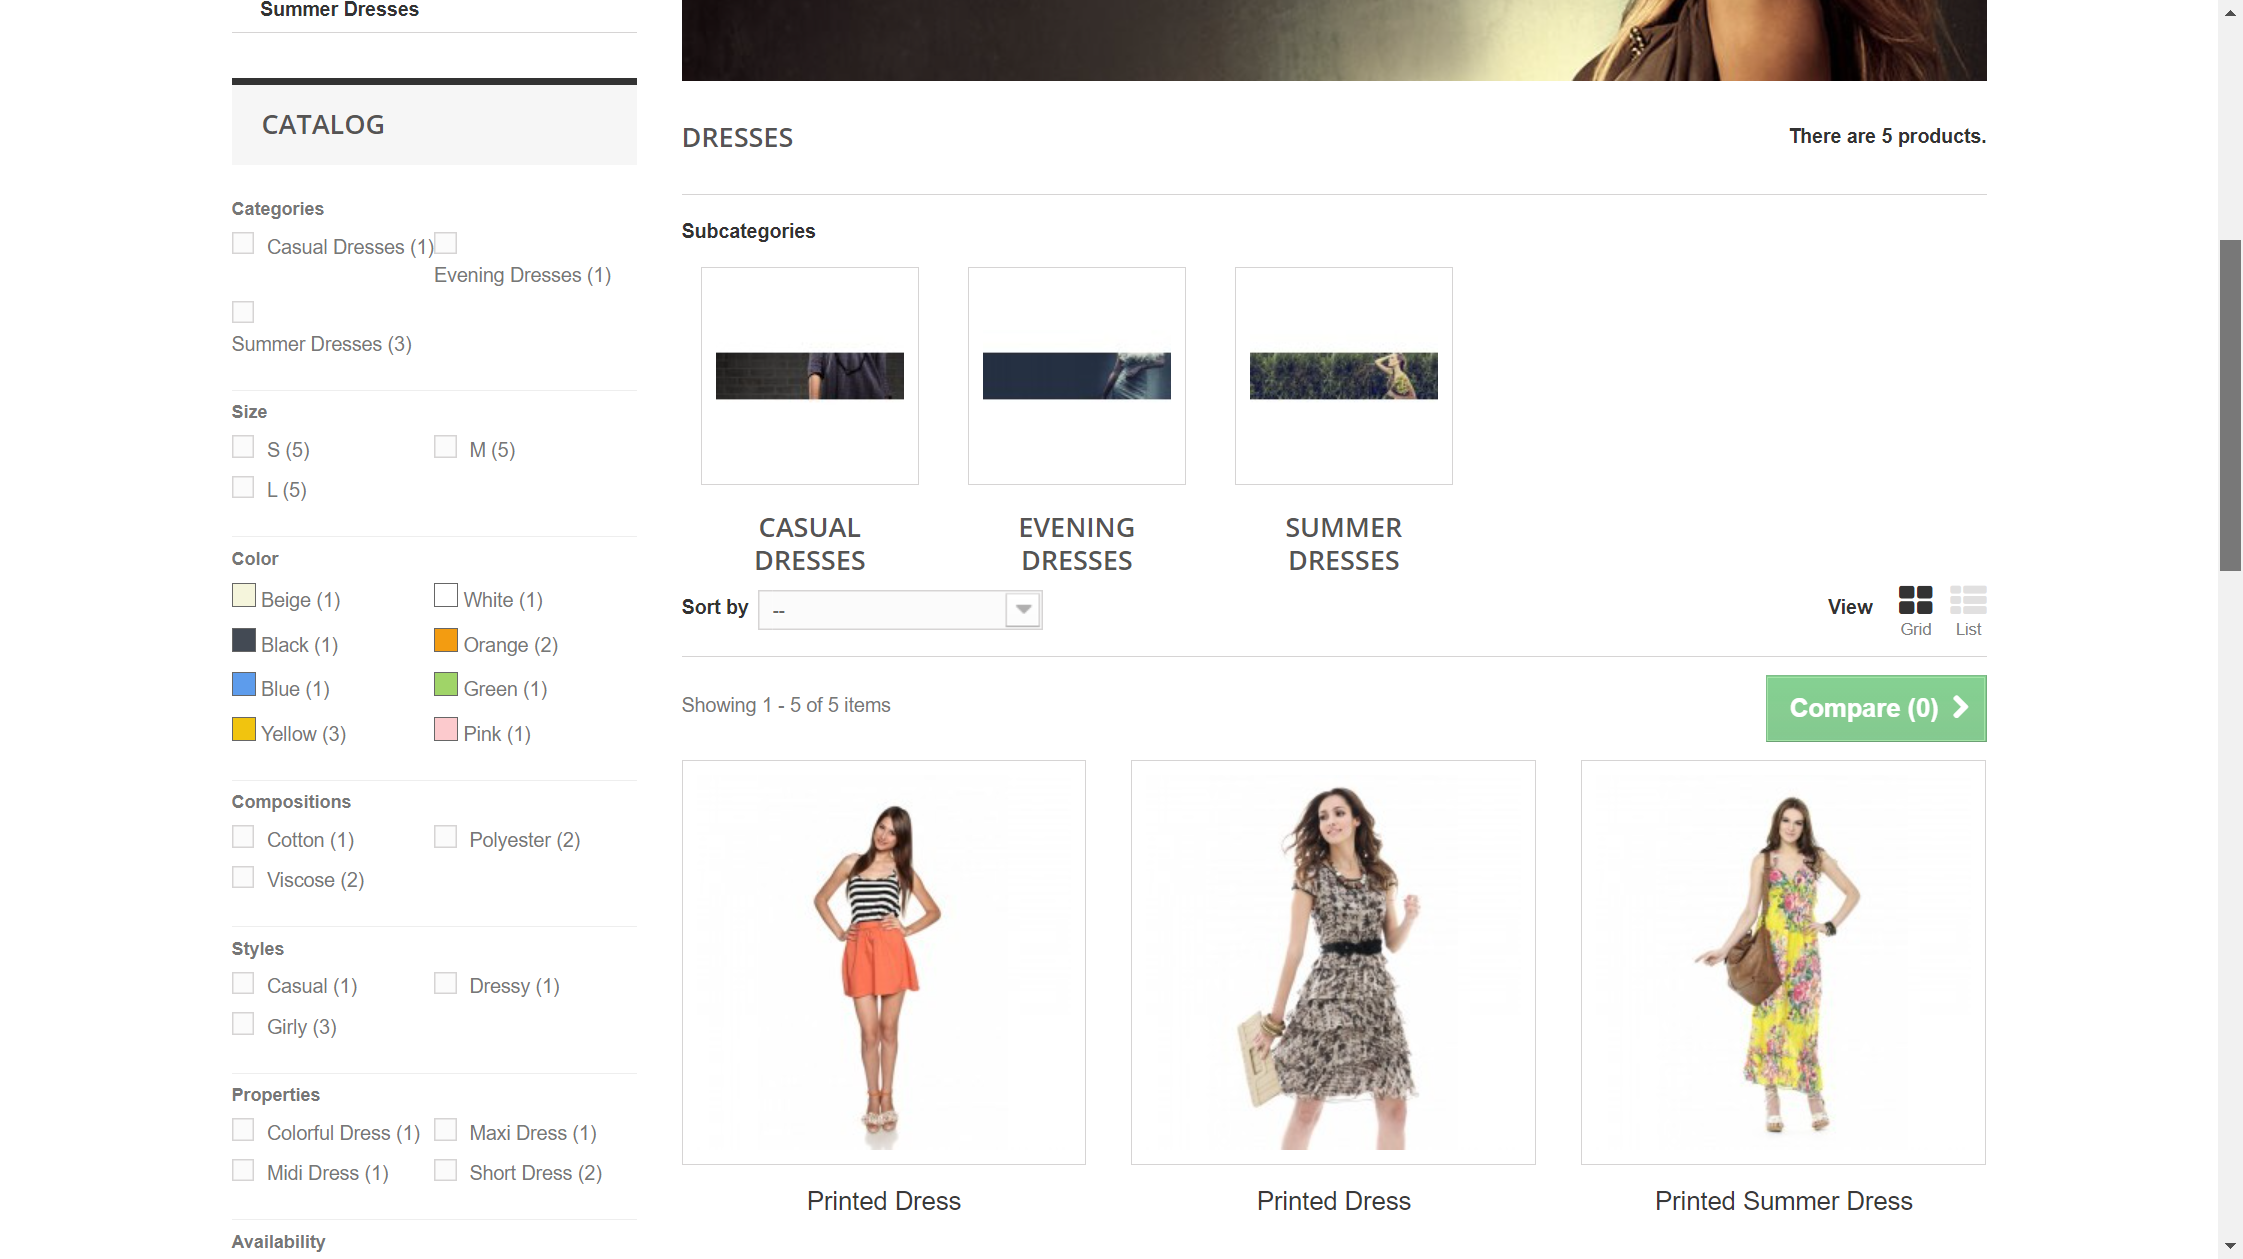 Summer Dresses
CATALOG
Categories
Casual Dresses (1)
Evening Dresses (1)
Summer Dresses (3)
Size
S (5)
M (5)
L (5)
Color
Beige (1)
White (1)
Black (1)
Orange (2)
Blue (1)
Green (1)
Yellow (3)
Pink (1)
Compositions
Cotton (1)
Polyester (2)
Viscose (2)
Styles
Casual (1)
Dressy (1)
Girly (3)
Properties
Colorful Dress (1)
Maxi Dress (1)
Midi Dress (1)
Short Dress (2)
Availability
DRESSES
There are 5 products.
Subcategories
CASUAL
DRESSES
EVENING
DRESSES
SUMMER
DRESSES
Sort by
--
View
Grid
List
Showing 1 - 5 of 5 items
Compare (0)
Printed Dress
Printed Dress
Printed Summer Dress